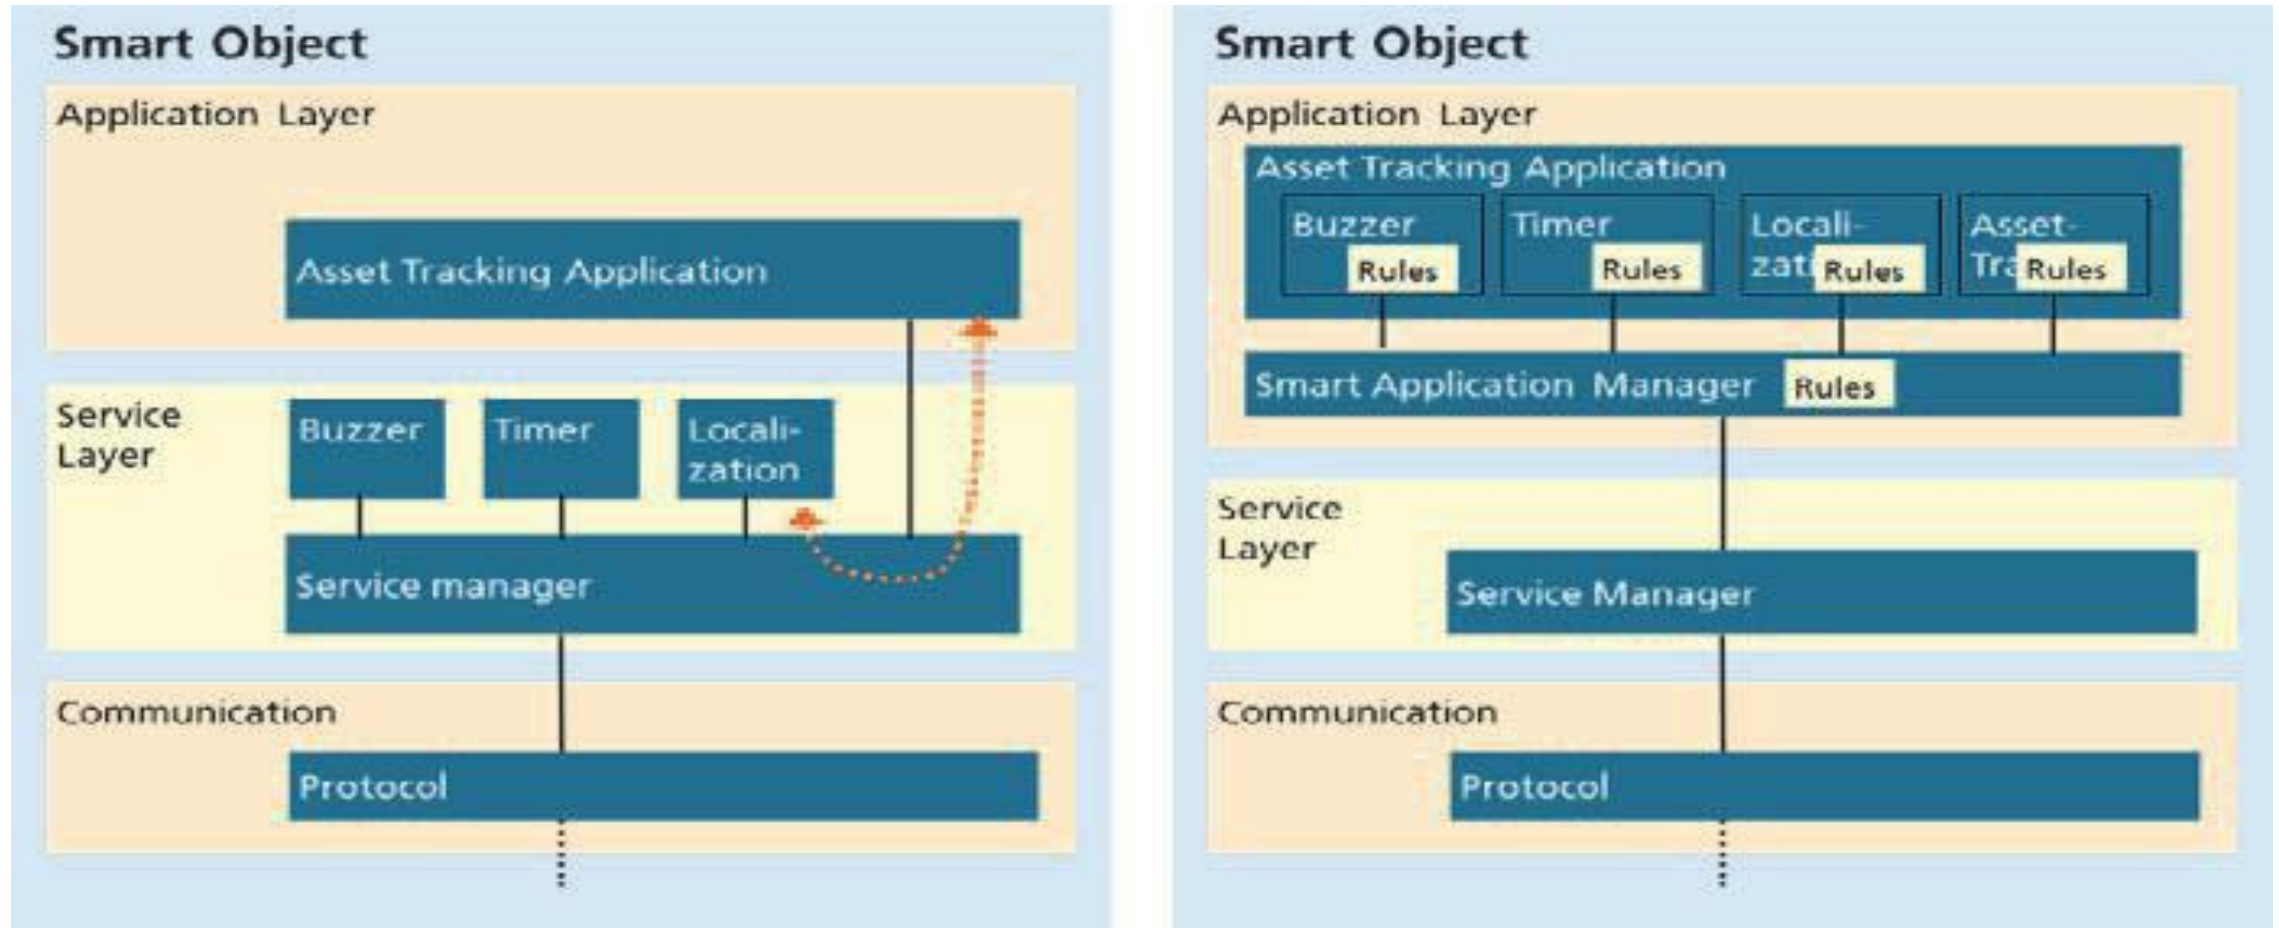 Smart Object
Application Layer
Asset Tracking Application
Service
Layer
Buzzer
Timer
Locali-
zation
Service manager
Communication
Protocol
Smart Object
Application Layer
Asset Tracking Application
Buzzer
Rules
Timer
Rules
Locali-
zati
Rules
Asset-
Tra
Rules
Smart Application Manager
Rules
Service
Layer
Service Manager
Communication
Protocol